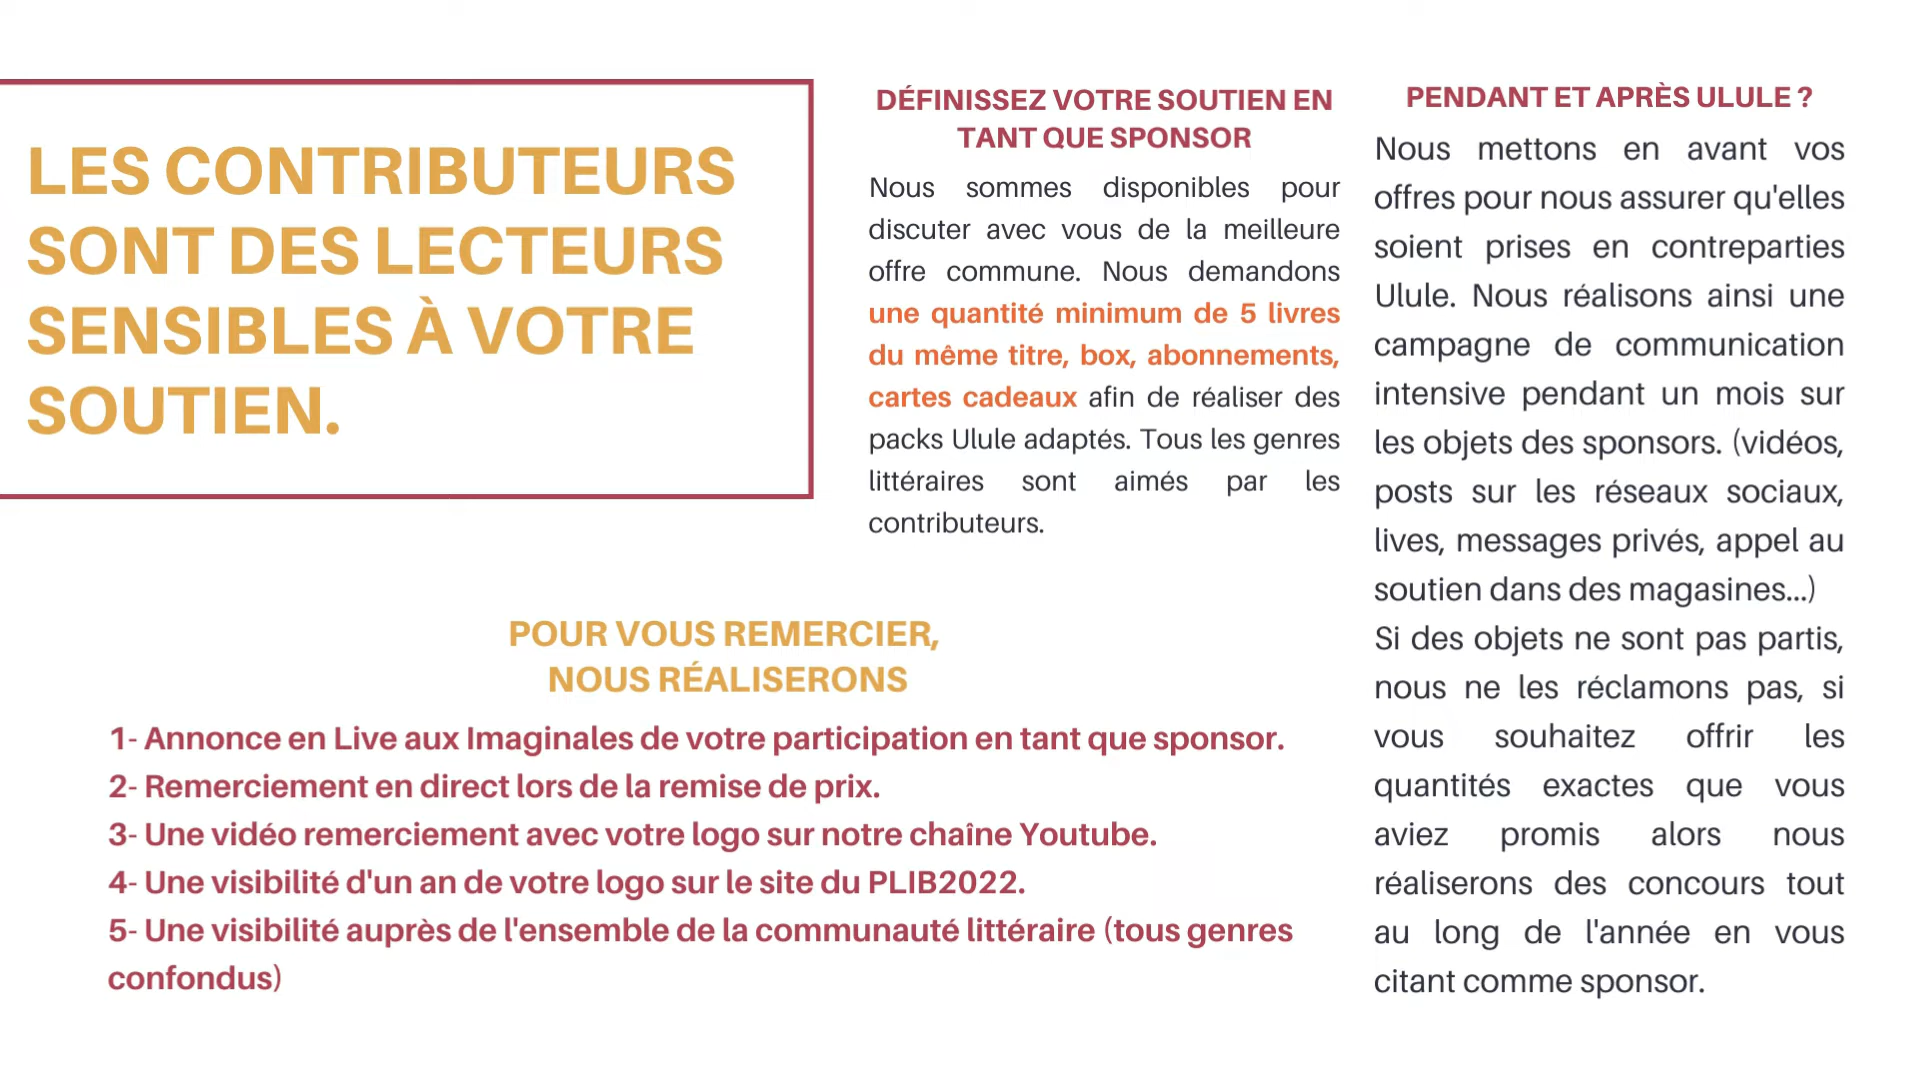 LES CONTRIBUTEURS
SONT DES LECTEURS
SENSIBLES À VOTRE
SOUTIEN.
DÉFINISSEZ VOTRE SOUTIEN EN
TANT QUE SPONSOR
Nous sommes disponibles pour
discuter avec vous de la meilleure
offre commune. Nous demandons
une quantité minimum de 5 livres
du même titre, box, abonnements,
cartes cadeaux afin de réaliser des
packs Ulule adaptés. Tous les genres
littéraires sont aimés par les
contributeurs.
PENDANT ET APRÈS ULULE ?
Nous mettons en avant vos
offres pour nous assurer qu'elles
soient prises en contreparties
Ulule. Nous réalisons ainsi une
campagne de communication
intensive pendant un mois sur
les objets des sponsors. (vidéos,
posts sur les réseaux sociaux,
lives, messages privés, appel au
soutien dans des magasines...)
Si des objets ne sont pas partis,
nous ne les réclamons pas, si
vous souhaitez offrir les
quantités exactes que vous
aviez promis alors nous
réaliserons des concours tout
au long de l'année en vous
citant comme sponsor.
POUR VOUS REMERCIER,
NOUS RÉALISERONS
1- Annonce en Live aux Imaginales de votre participation en tant que sponsor.
2- Remerciement en direct lors de la remise de prix.
3- Une vidéo remerciement avec votre logo sur notre chaîne Youtube.
4- Une visibilité d'un an de votre logo sur le site du PLIB2022.
5- Une visibilité auprès de l'ensemble de la communauté littéraire (tous genres
confondus)